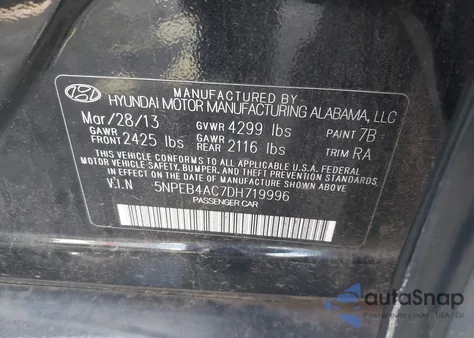 MANUFACTURED BY
HYUNDAI MOTOR MANUFACTURING ALABAMA, LLC
Mar/28/13 GVWR 4299 lbs PAINT 7B
GAWR FRONT 2425 lbs GAWR REAR 2116 lbs TRIM RA
THIS VEHICLE CONFORMS TO ALL APPLICABLE U.S.A FEDERAL
MOTOR VEHICLE SAFETY, BUMPER, AND THEFT PREVENTION
STANDARDS IN EFFECT ON THE DATE OF MANUFACTURE SHOWN ABOVE.
V.I.N 5NPEB4AC7DH719996
PASSENGER CAR
autoSnap